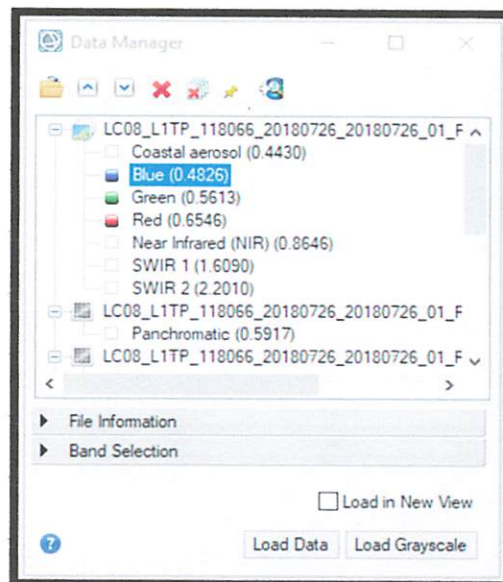 Data Manager
LC08_L1TP_118066_20180726_20180726_01_F
Coastal aerosol (0.4430)
Blue (0.4826)
Green (0.5613)
Red (0.6546)
Near Infrared (NIR) (0.8646)
SWIR 1 (1.6090)
SWIR 2 (2.2010)
LC08_L1TP_118066_20180726_20180726_01_F
Panchromatic (0.5917)
LC08_L1TP_118066_20180726_20180726_01_F
File Information
Band Selection
Load in New View
Load Data Load Grayscale